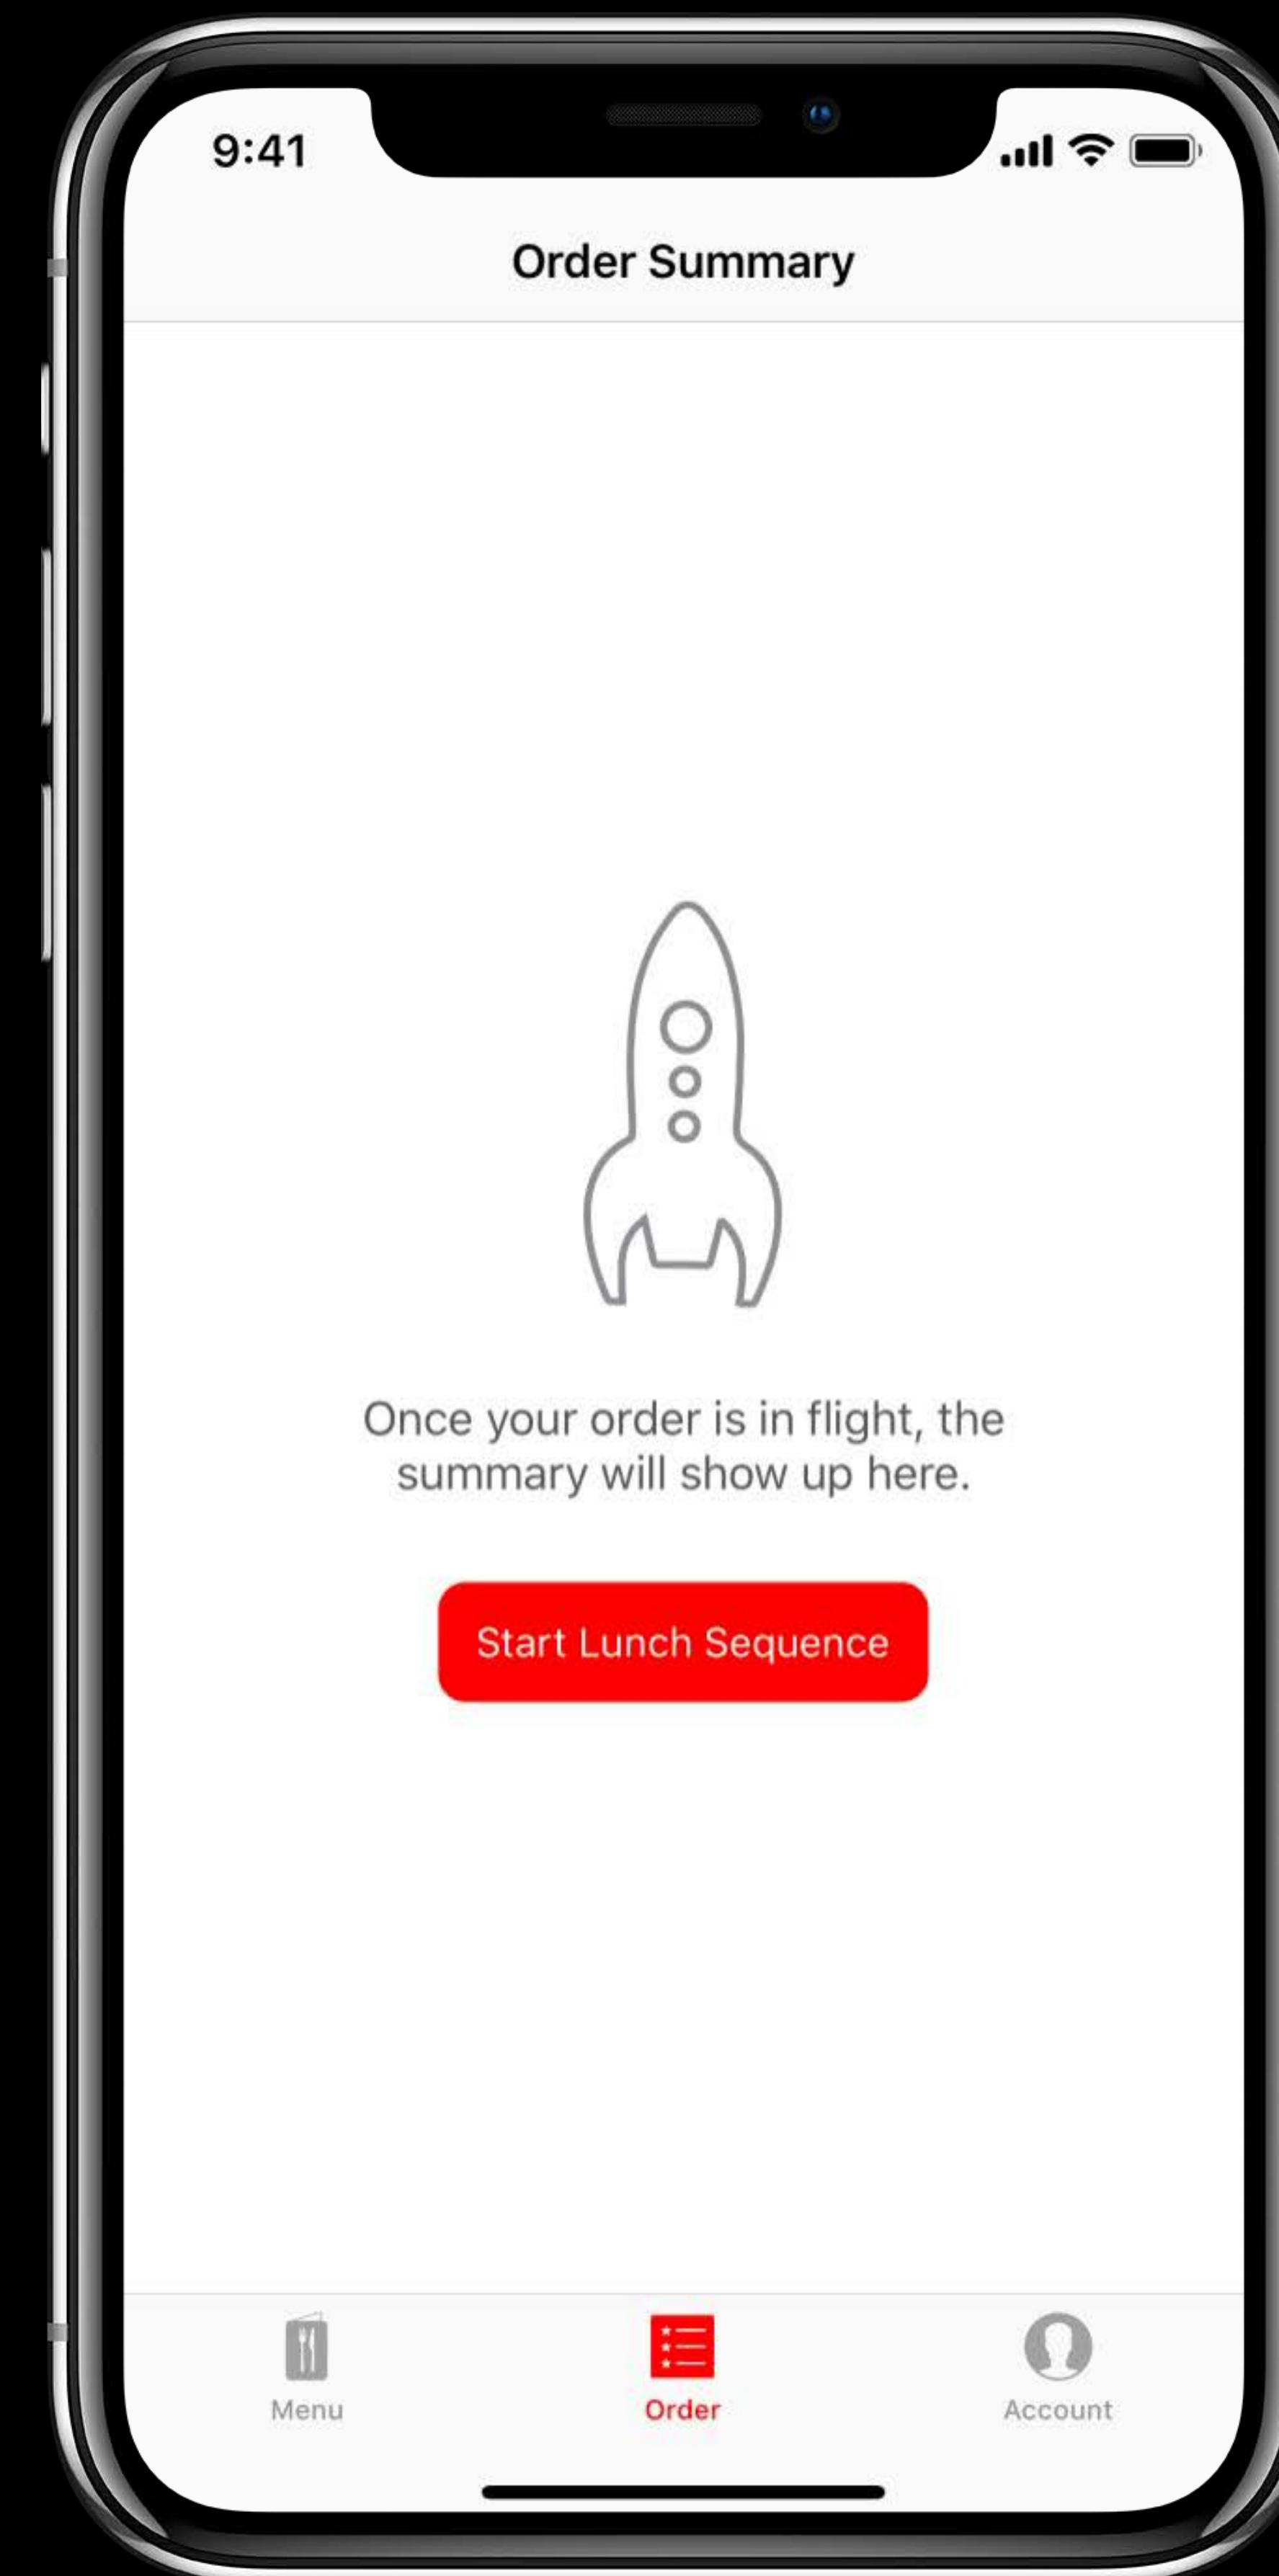 9:41
Order Summary
Once your order is in flight, the
summary will show up here.
Start Lunch Sequence
Menu
Order
Account